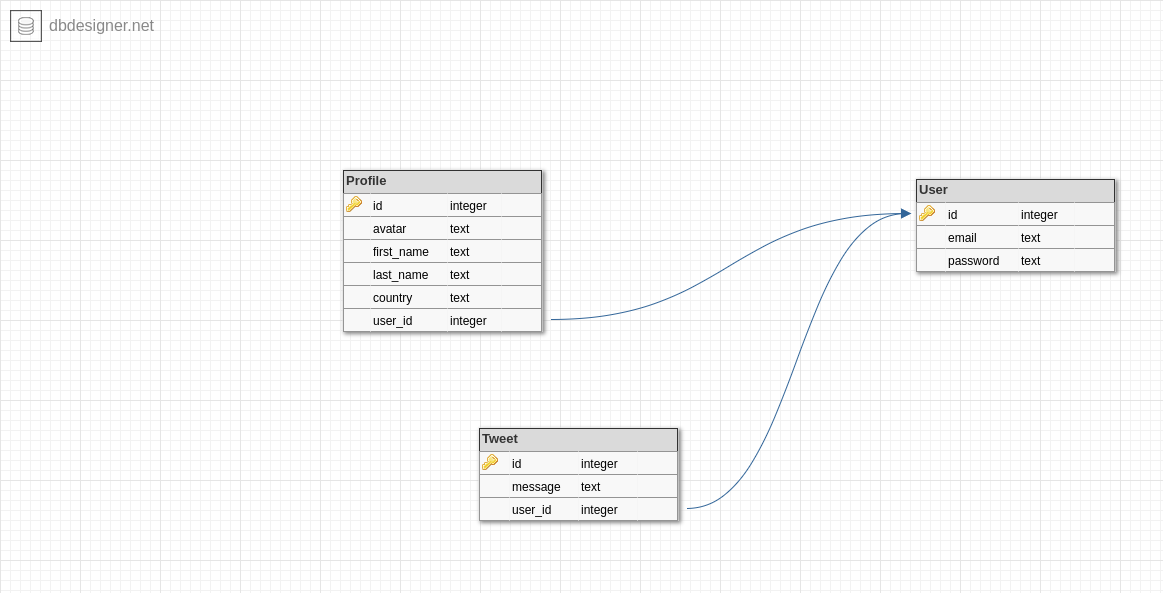 dbdesigner.net
Profile
id integer
avatar text
first_name text
last_name text
country text
user_id integer
User
id integer
email text
password text
Tweet
id integer
message text
user_id integer